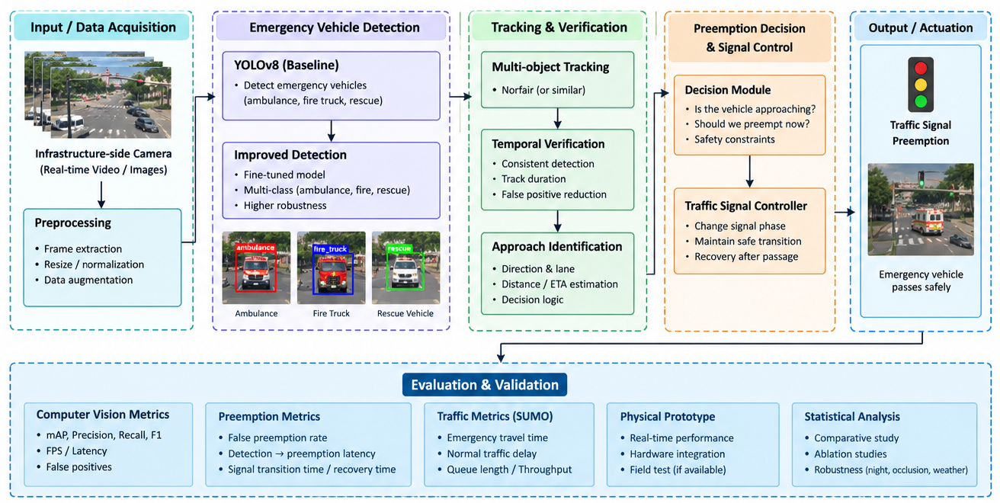 Input / Data Acquisition
Infrastructure-side Camera
(Real-time Video / Images)
Preprocessing
• Frame extraction
• Resize / normalization
• Data augmentation
Emergency Vehicle Detection
YOLOv8 (Baseline)
• Detect emergency vehicles
(ambulance, fire truck, rescue)
Improved Detection
• Fine-tuned model
• Multi-class (ambulance, fire, rescue)
• Higher robustness
ambulance
fire_truck
rescue
Ambulance
Fire Truck
Rescue Vehicle
Tracking & Verification
Multi-object Tracking
• Norfair (or similar)
Temporal Verification
• Consistent detection
• Track duration
• False positive reduction
Approach Identification
• Direction & lane
• Distance / ETA estimation
• Decision logic
Preemption Decision
& Signal Control
Decision Module
• Is the vehicle approaching?
• Should we preempt now?
• Safety constraints
Traffic Signal Controller
• Change signal phase
• Maintain safe transition
• Recovery after passage
Output / Actuation
Traffic Signal
Preemption
Emergency vehicle
passes safely
Evaluation & Validation
Computer Vision Metrics
• mAP, Precision, Recall, F1
• FPS / Latency
• False positives
Preemption Metrics
• False preemption rate
• Detection → preemption latency
• Signal transition time / recovery time
Traffic Metrics (SUMO)
• Emergency travel time
• Normal traffic delay
• Queue length / Throughput
Physical Prototype
• Real-time performance
• Hardware integration
• Field test (if available)
Statistical Analysis
• Comparative study
• Ablation studies
• Robustness (night, occlusion, weather)